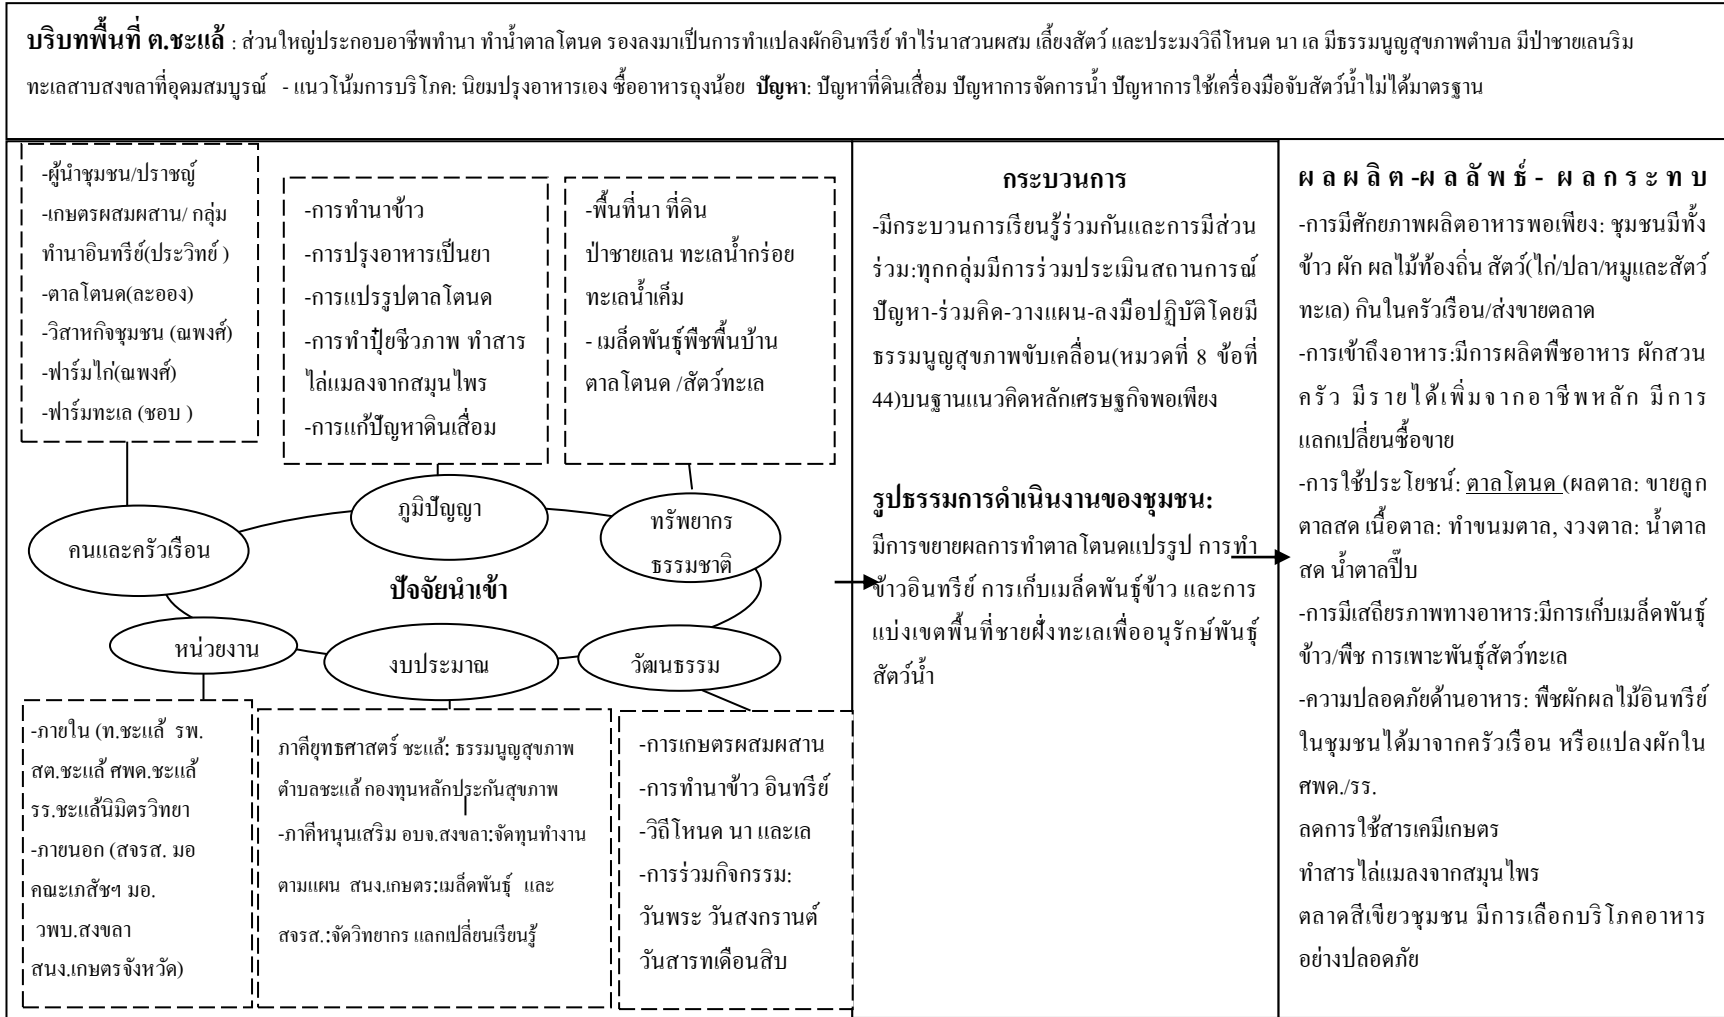 บริบทพื้นที่ ต.ชะแล้ : ส่วนใหญ่ประกอบอาชีพทำนา ทำน้ำตาลโตนด รองลงมาเป็นการทำแปลงผักอินทรีย์ ทำไร่นาสวนผสม เลี้ยงสัตว์ และประมงวิถีโหนด นา เล มีธรรมนูญสุขภาพตำบล มีป่าชายเลนริม
ทะเลสาบสงขลาที่อุดมสมบูรณ์ - แนวโน้มการบริโภค: นิยมปรุงอาหารเอง ซื้ออาหารถุงน้อย ปัญหา: ปัญหาที่ดินเสื่อม ปัญหาการจัดการน้ำ ปัญหาการใช้เครื่องมือจับสัตว์น้ำไม่ได้มาตรฐาน
-ผู้นำชุมชน/ปราชญ์
-เกษตรผสมผสาน/ กลุ่ม
ทำนาอินทรีย์(ประวิทย์ )
-ตาลโตนด(ละออง)
-วิสาหกิจชุมชน (ณพงศ์)
-ฟาร์มไก่(ณพงศ์)
-ฟาร์มทะเล (ชอบ )
-การทำนาข้าว
-การปรุงอาหารเป็นยา
-การแปรรูปตาลโตนด
-การทำปุ๋ยชีวภาพ ทำสาร
ไล่แมลงจากสมุนไพร
-การแก้ปัญหาดินเสื่อม
-พื้นที่นา ที่ดิน
ป่าชายเลน ทะเลน้ำกร่อย
ทะเลน้ำเค็ม
- เมล็ดพันธุ์พืชพื้นบ้าน
ตาลโตนด /สัตว์ทะเล
คนและครัวเรือน
ภูมิปัญญา
ทรัพยากร
ธรรมชาติ
ปัจจัยนำเข้า
หน่วยงาน
งบประมาณ
วัฒนธรรม
-ภายใน (ท.ชะแล้ รพ.
สต.ชะแล้ ศพด.ชะแล้
รร.ชะแล้นิมิตรวิทยา
-ภายนอก (สจรส. มอ
คณะเภสัชฯ มอ.
วพบ.สงขลา
สนง.เกษตรจังหวัด)
ภาคียุทธศาสตร์ ชะแล้: ธรรมนูญสุขภาพ
ตำบลชะแล้ กองทุนหลักประกันสุขภาพ
-ภาคีหนุนเสริม อบจ.สงขลา:จัดทุนทำงาน
ตามแผน สนง.เกษตร:เมล็ดพันธุ์ และ
สจรส.:จัดวิทยากร แลกเปลี่ยนเรียนรู้
-การเกษตรผสมผสาน
-การทำนาข้าว อินทรีย์
-วิถีโหนด นา และเล
-การร่วมกิจกรรม:
วันพระ วันสงกรานต์
วันสารทเดือนสิบ
กระบวนการ
-มีกระบวนการเรียนรู้ร่วมกันและการมีส่วน
ร่วม:ทุกกลุ่มมีการร่วมประเมินสถานการณ์
ปัญหา-ร่วมคิด-วางแผน-ลงมือปฏิบัติโดยมี
ธรรมนูญสุขภาพขับเคลื่อน(หมวดที่ 8 ข้อที่
44)บนฐานแนวคิดหลักเศรษฐกิจพอเพียง
รูปธรรมการดำเนินงานของชุมชน:
มีการขยายผลการทำตาลโตนดแปรรูป การทำ
ข้าวอินทรีย์ การเก็บเมล็ดพันธุ์ข้าว และการ
แบ่งเขตพื้นที่ชายฝั่งทะเลเพื่ออนุรักษ์พันธุ์
สัตว์น้ำ
ผลผลิต-ผลลัพธ์- ผลกระทบ
-การมีศักยภาพผลิตอาหารพอเพียง: ชุมชนมีทั้ง
ข้าว ผัก ผลไม้ท้องถิ่น สัตว์(ไก่/ปลา/หมูและสัตว์
ทะเล) กินในครัวเรือน/ส่งขายตลาด
-การเข้าถึงอาหาร:มีการผลิตพืชอาหาร ผักสวน
ครัว มีรายได้เพิ่มจากอาชีพหลัก มีการ
แลกเปลี่ยนซื้อขาย
-การใช้ประโยชน์: ตาลโตนด (ผลตาล: ขายลูก
ตาลสด เนื้อตาล: ทำขนมตาล, งวงตาล: น้ำตาล
สด น้ำตาลปี๊บ
-การมีเสถียรภาพทางอาหาร:มีการเก็บเมล็ดพันธุ์
ข้าว/พืช การเพาะพันธุ์สัตว์ทะเล
-ความปลอดภัยด้านอาหาร: พืชผักผลไม้อินทรีย์
ในชุมชนได้มาจากครัวเรือน หรือแปลงผักใน
ศพด./รร.
ลดการใช้สารเคมีเกษตร
ทำสารไล่แมลงจากสมุนไพร
ตลาดสีเขียวชุมชน มีการเลือกบริโภคอาหาร
อย่างปลอดภัย